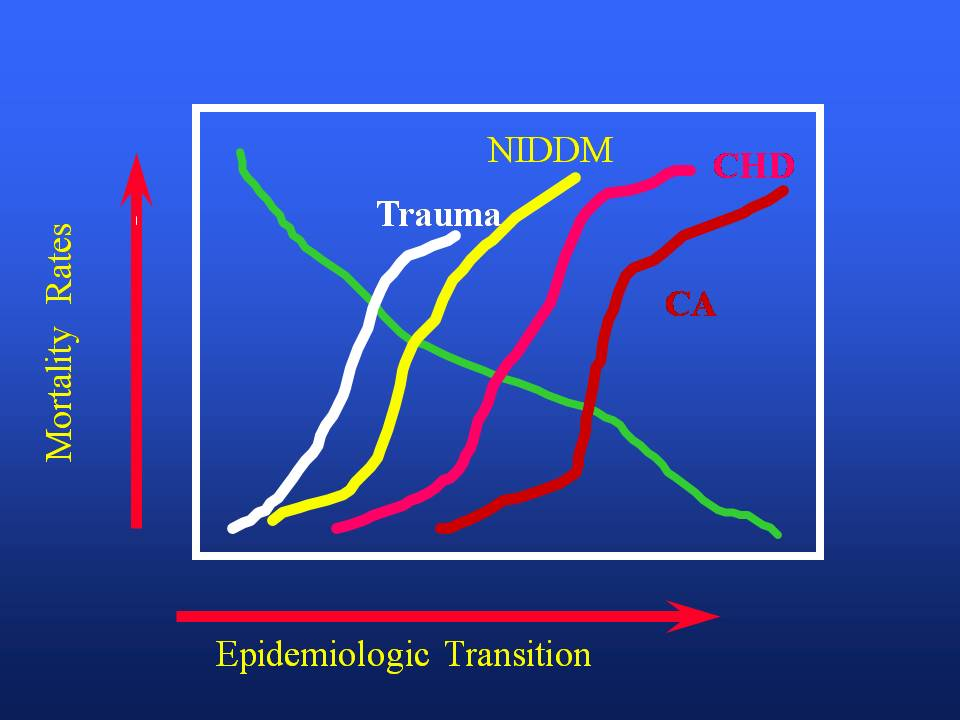 NIDDM
CHD
Trauma
CA
Mortality Rates
Epidemiologic Transition